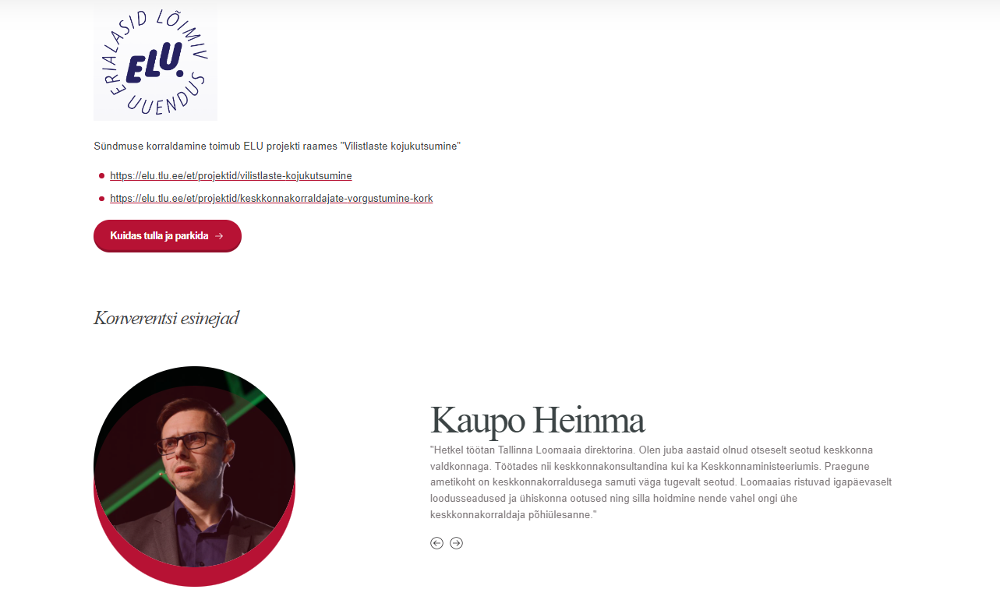 ERIALASID LÕIMIV
ELU.
UUENDUS
Sündmuse korraldamine toimub ELU projekti raames "Vilistlaste kojukutsumine"
https://elu.tlu.ee/et/projektid/vilistlaste-kojukutsumine
https://elu.tlu.ee/et/projektid/keskkonnakorraldajate-vorgustumine-kork
Kuidas tulla ja parkida →
Konverentsi esinejad
Kaupo Heinma
"Hetkel töötan Tallinna Loomaaia direktorina. Olen juba aastaid olnud otseselt seotud keskkonna
valdkonnaga. Töötades nii keskkonnakonsultandina kui ka Keskkonnaministeeriumis. Praegune
ametikoht on keskkonnakorraldusega samuti väga tugevalt seotud. Loomaaias ristuvad igapäevaselt
loodusseadused ja ühiskonna ootused ning silla hoidmine nende vahel ongi ühe
keskkonnakorraldaja põhiülesanne."